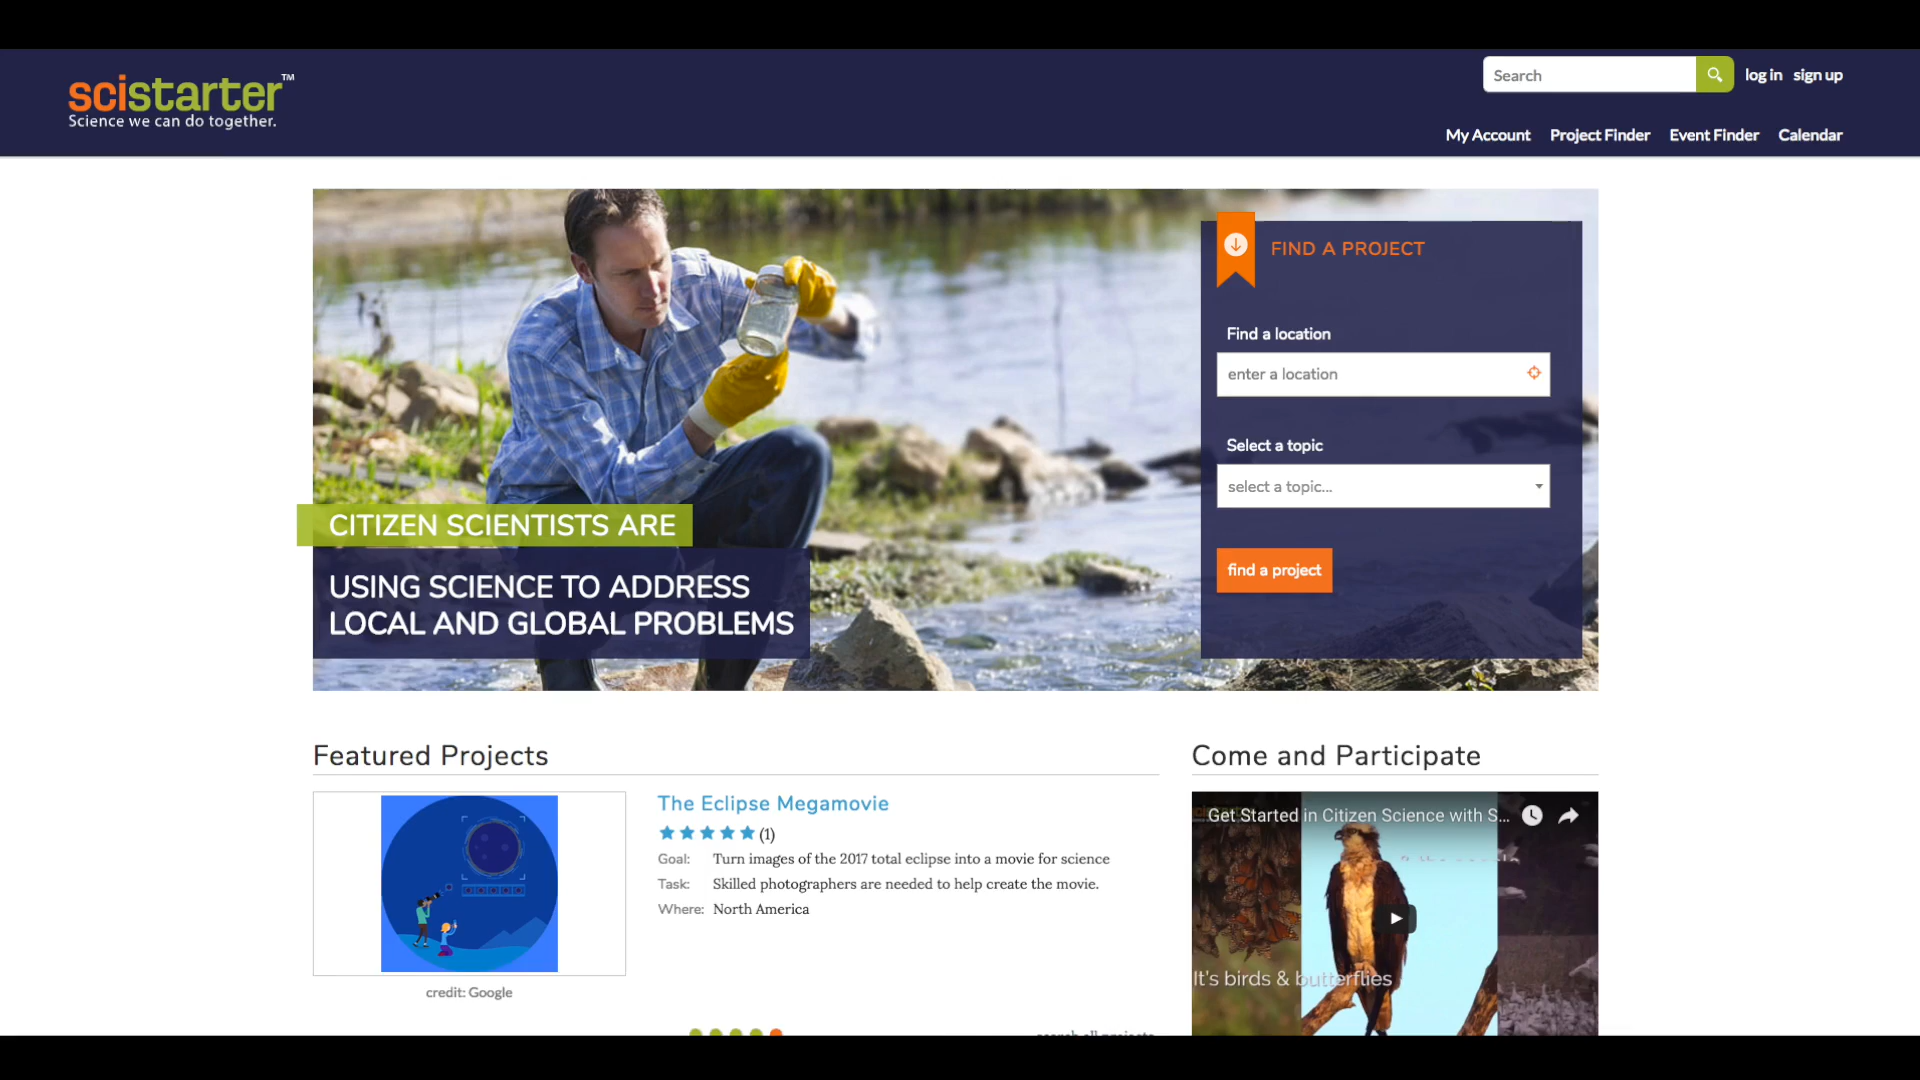 scistarter™
Science we can do together.
Search
log in sign up
My Account Project Finder Event Finder Calendar
FIND A PROJECT
Find a location
enter a location
Select a topic
select a topic...
find a project
CITIZEN SCIENTISTS ARE
USING SCIENCE TO ADDRESS
LOCAL AND GLOBAL PROBLEMS
Featured Projects
The Eclipse Megamovie
(1)
Goal: Turn images of the 2017 total eclipse into a movie for science
Task: Skilled photographers are needed to help create the movie.
Where: North America
credit: Google
Come and Participate
Get Started in Citizen Science with S...
It's birds & butterflies